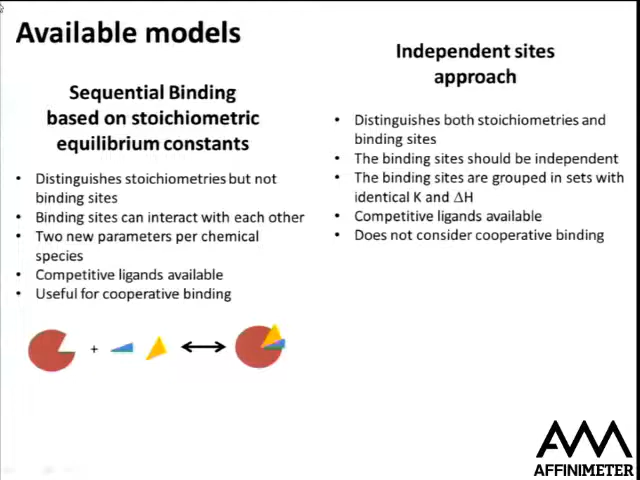 Available models
Sequential Binding
based on stoichiometric
equilibrium constants
• Distinguishes stoichiometries but not
binding sites
• Binding sites can interact with each other
• Two new parameters per chemical
species
• Competitive ligands available
• Useful for cooperative binding
+
Independent sites
approach
• Distinguishes both stoichiometries and
binding sites
• The binding sites should be independent
• The binding sites are grouped in sets with
identical K and ΔH
• Competitive ligands available
• Does not consider cooperative binding
AFFINIMETER